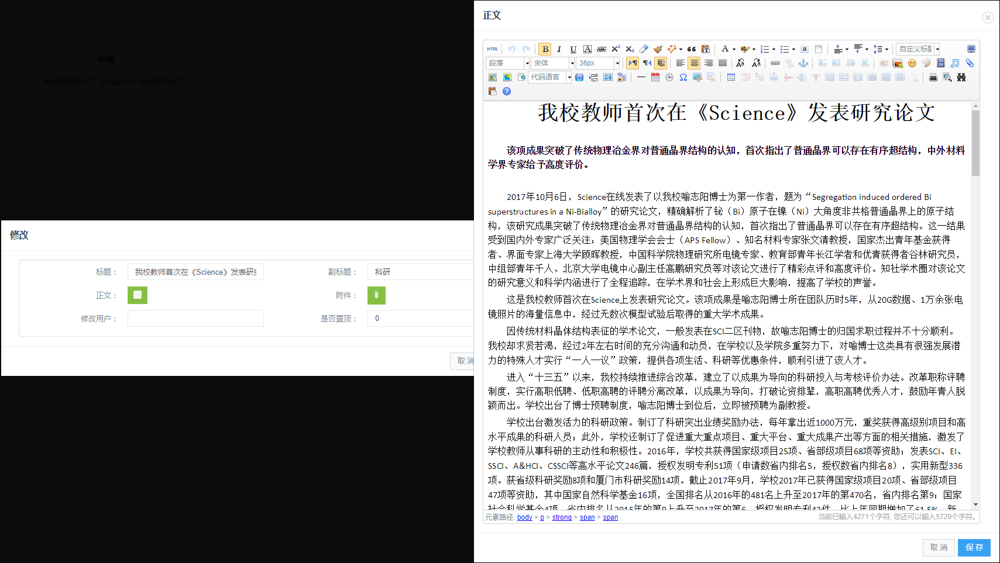 标题
我校教师首次在《Science》发表研究论文
修改
标题：
我校教师首次在《Science》发表研
副标题：
科研
正文：
附件：
修改用户：
是否置顶：
0
取 消
正文
HTML
自定义标题
段落
宋体
36px
代码语言
我校教师首次在《Science》发表研究论文
该项成果突破了传统物理冶金界对普通晶界结构的认知，首次指出了普通晶界可以存在有序超结构，中外材料
学界专家给予高度评价。
2017年10月6日，Science在线发表了以我校喻志阳博士为第一作者，题为“Segregation induced ordered Bi
superstructures in a Ni-Bialloy”的研究论文，精确解析了铋（Bi）原子在镍（Ni）大角度非共格普通晶界上的原子结
构，该研究成果突破了传统物理冶金界对普通晶界结构的认知，首次指出了普通晶界可以存在有序超结构。这一结果
受到国内外专家广泛关注：美国物理学会会士（APS Fellow）、知名材料专家张文清教授，国家杰出青年基金获得
者、界面专家上海大学顾晖教授，中国科学院物理研究所电镜专家、教育部青年长江学者和优青获得者谷林研究员，
中组部青年千人、北京大学电镜中心副主任高鹏研究员等对该论文进行了精彩点评和高度评价。知社学术圈对该论文
的研究意义和科学内涵进行了全程追踪，在学术界和社会上形成巨大影响，提高了学校的声誉。
这是我校教师首次在Science上发表研究论文。该项成果是喻志阳博士所在团队历时5年，从20G数据、1万余张电
镜照片的海量信息中，经过无数次模型试验后取得的重大学术成果。
因传统材料晶体结构表征的学术论文，一般发表在SCI二区刊物，故喻志阳博士的归国求职过程并不十分顺利。
我校却求贤若渴，经过2年左右时间的充分沟通和动员，在学校以及学院多重努力下，对喻博士这类具有很强发展潜
力的特殊人才实行“一人一议”政策，提供各项生活、科研等优惠条件，顺利引进了该人才。
进入“十三五”以来，我校持续推进综合改革，建立了以成果为导向的科研投入与考核评价办法。改革职称评聘
制度，实行高职低聘、低职高聘的评聘分离改革，以成果为导向，打破论资排辈，高职高聘优秀人才，鼓励年青人脱
颖而出。学校出台了博士预聘制度，喻志阳博士到位后，立即被预聘为副教授。
学校出台激发活力的科研政策。制订了科研突出业绩奖励办法，每年拿出近1000万元，重奖获得高级别项目和高
水平成果的科研人员；此外，学校还制订了促进重大重点项目、重大平台、重大成果产出等方面的相关措施，激发了
学校教师从事科研的主动性和积极性。2016年，学校共获得国家级项目25项、省部级项目68项等资助；发表SCI、EI、
SSCI、A&HCI、CSSCI等高水平论文246篇，授权发明专利51项（申请数省内排名5，授权数省内排名8），实用新型336
项。获省级科研奖励8项和厦门市科研奖励14项。截止2017年9月，学校2017年已获得国家级项目20项、省部级项目
47项等资助，其中国家自然科学基金16项，全国排名从2016年的481名上升至2017年的第470名，省内排名第9；国家
社会科学基金4项，省内排名从2015年的第9上升至2017年的第6。授权发明专利42件，比上年同期增加了61.5%。新
元素路径: body > p > strong > span > span
当前已输入4271个字符, 您还可以输入5729个字符。
取 消
保 存